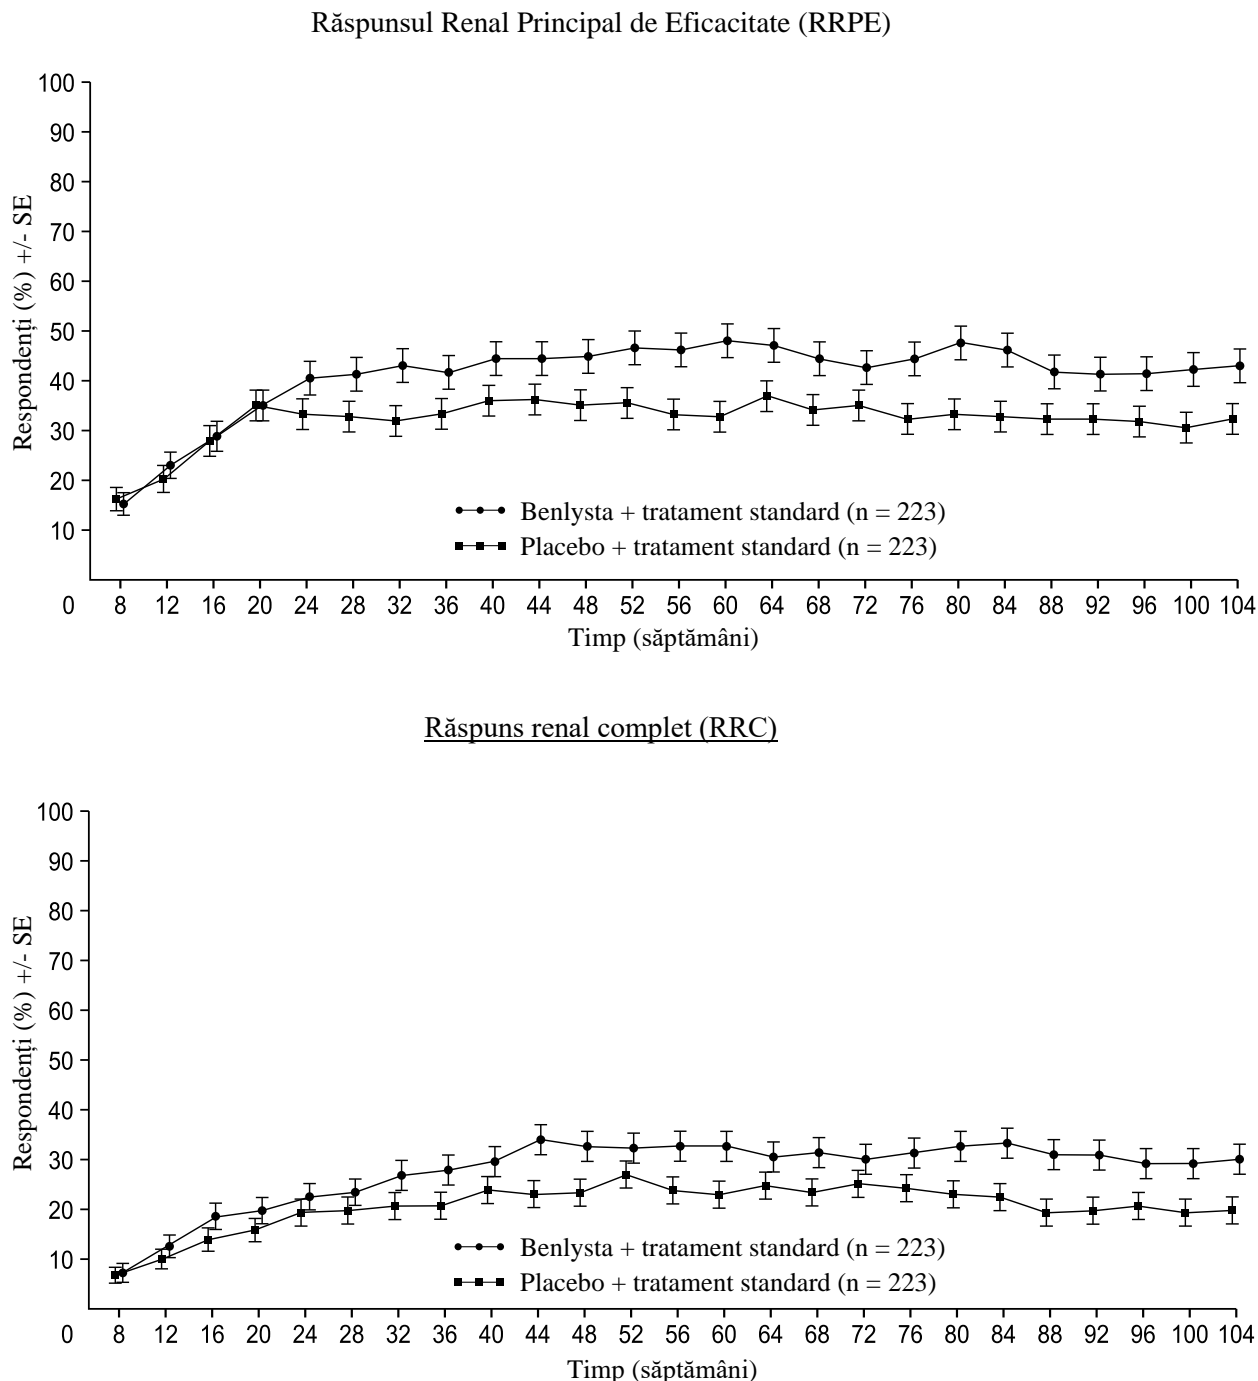 Răspunsul Renal Principal de Eficacitate (RRPE)
Respondenți (%) +/- SE
100
90
80
70
60
50
40
30
20
10
0
Benlysta + tratament standard (n = 223)
Placebo + tratament standard (n = 223)
8 12 16 20 24 28 32 36 40 44 48 52 56 60 64 68 72 76 80 84 88 92 96 100 104
Timp (săptămâni)
Răspuns renal complet (RRC)
Respondenți (%) +/- SE
100
90
80
70
60
50
40
30
20
10
0
Benlysta + tratament standard (n = 223)
Placebo + tratament standard (n = 223)
8 12 16 20 24 28 32 36 40 44 48 52 56 60 64 68 72 76 80 84 88 92 96 100 104
Timp (săptămâni)